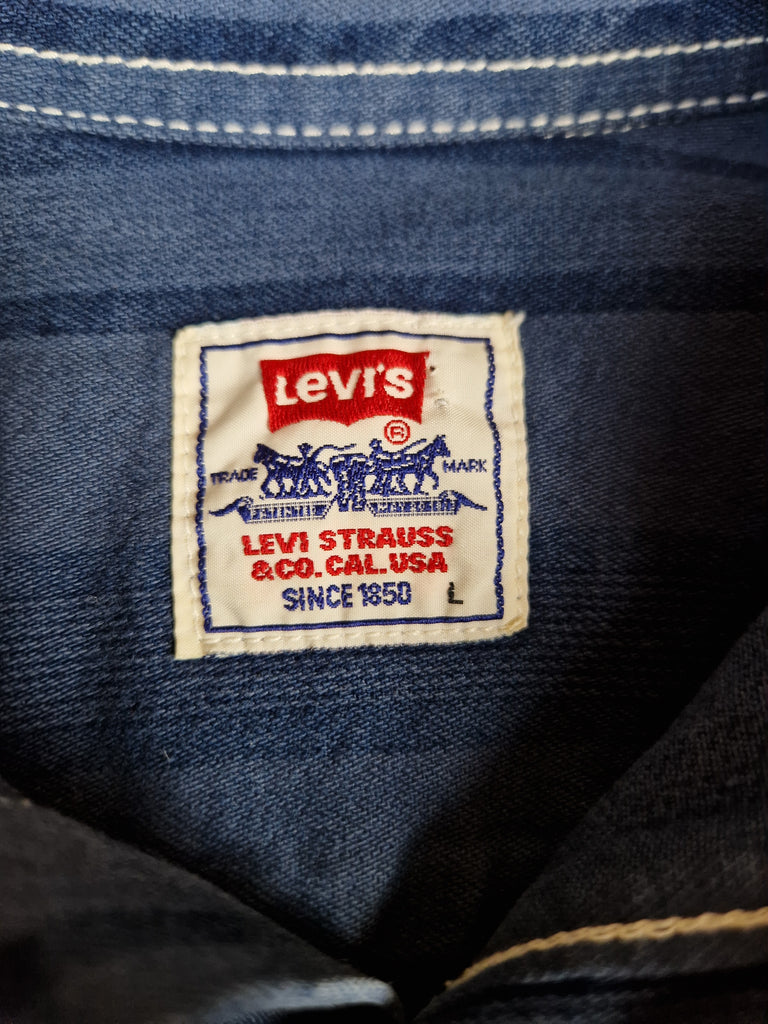 Levi's
®
TRADE MARK
LEVI STRAUSS
&CO. CAL. USA
SINCE 1850 L